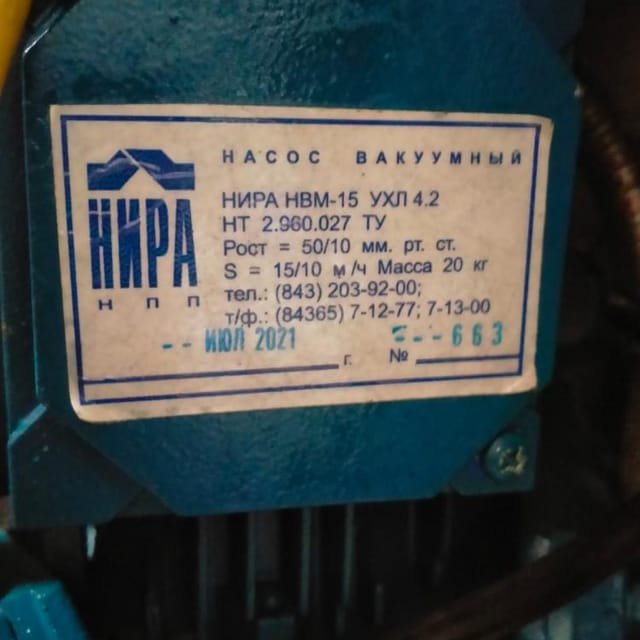 НАСОС ВАКУУМНЫЙ
НИРА
НПП
НИРА НВМ-15 УХЛ 4.2
НТ 2.960.027 ТУ
Рост = 50/10 мм. рт. ст.
S = 15/10 м /ч Масса 20 кг
тел.: (843) 203-92-00;
т/ф.: (84365) 7-12-77; 7-13-00
-- ИЮЛ 2021 г. № --663